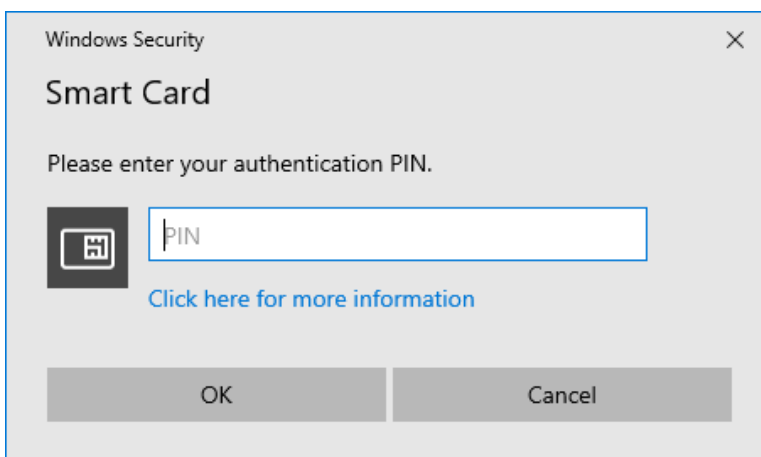 Windows Security
Smart Card
Please enter your authentication PIN.
PIN
Click here for more information
OK
Cancel